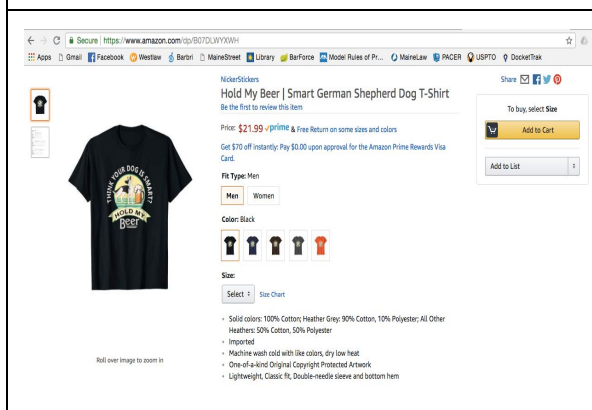 Secure https://www.amazon.com/dp/B07DLWYXWH
Apps Gmail Facebook Westlaw Barbri MaineStreet Library BarForce Model Rules of Pr... MaineLaw PACER USPTO DocketTrak
NickerStickers
Hold My Beer | Smart German Shepherd Dog T-Shirt
Be the first to review this item
Price: $21.99 prime & Free Return on some sizes and colors
Get $70 off instantly: Pay $0.00 upon approval for the Amazon Prime Rewards Visa
Card.
Fit Type: Men
Men Women
Color: Black
Size:
Select Size Chart
Solid colors: 100% Cotton; Heather Grey: 90% Cotton, 10% Polyester; All Other
Heathers: 50% Cotton, 50% Polyester
Imported
Machine wash cold with like colors, dry low heat
One-of-a-kind Original Copyright Protected Artwork
Lightweight, Classic fit, Double-needle sleeve and bottom hem
THINK YOUR DOG IS SMART?
HOLD MY
Beer
Roll over image to zoom in
Share
To buy, select Size
Add to Cart
Add to List